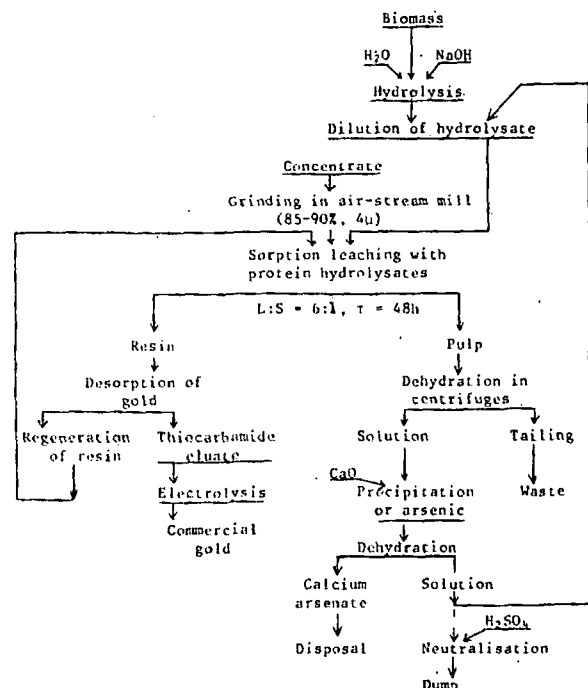 Biomass
H₂O NaOH
Hydrolysis
Dilution of hydrolysate
Concentrate
Grinding in air-stream mill
(85-90%, 4μ)
Sorption leaching with
protein hydrolysates
L:S = 6:1, τ = 48h
Resin Pulp
Desorption of
gold
Dehydration in
centrifuges
Regeneration
of resin
Thiocarbamide
eluate
Solution Tailing
CaO
Electrolysis
Precipitation
or arsenic
Waste
Commercial
gold
Dehydration
Calcium
arsenate
Solution
H₂SO₄
Disposal Neutralisation
Dump